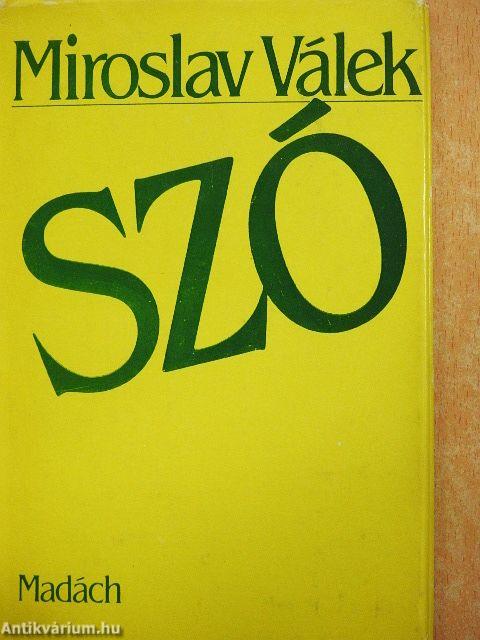 Miroslav Válek
SZÓ
Madách
Antikvárium.hu